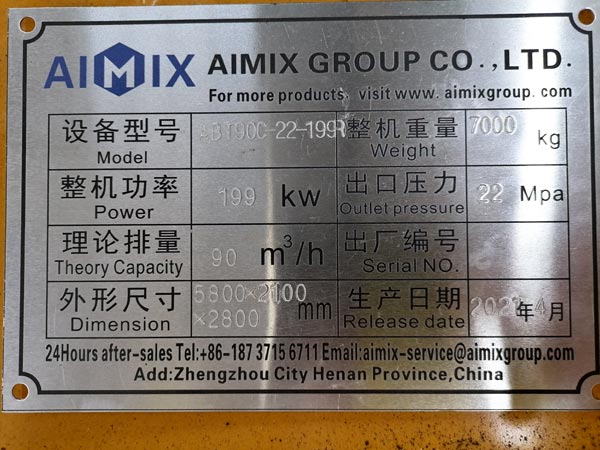 AIMIX AIMIX GROUP CO.,LTD.
For more products, visit www.aimixgroup.com
设备型号 22-199R 整机重量 7000 kg
Model Weight
整机功率 199 kw 出口压力 22 Mpa
Power Outlet pressure
理论排量 90 m³/h 出厂编号
Theory Capacity Serial NO.
外形尺寸 5800×2100 mm 生产日期 年4月
Dimension ×2800 Release date
24Hours after-sales Tel:+86-187 3715 6711 Email:aimix-service@aimixgroup.com
Add:Zhengzhou City Henan Province,China